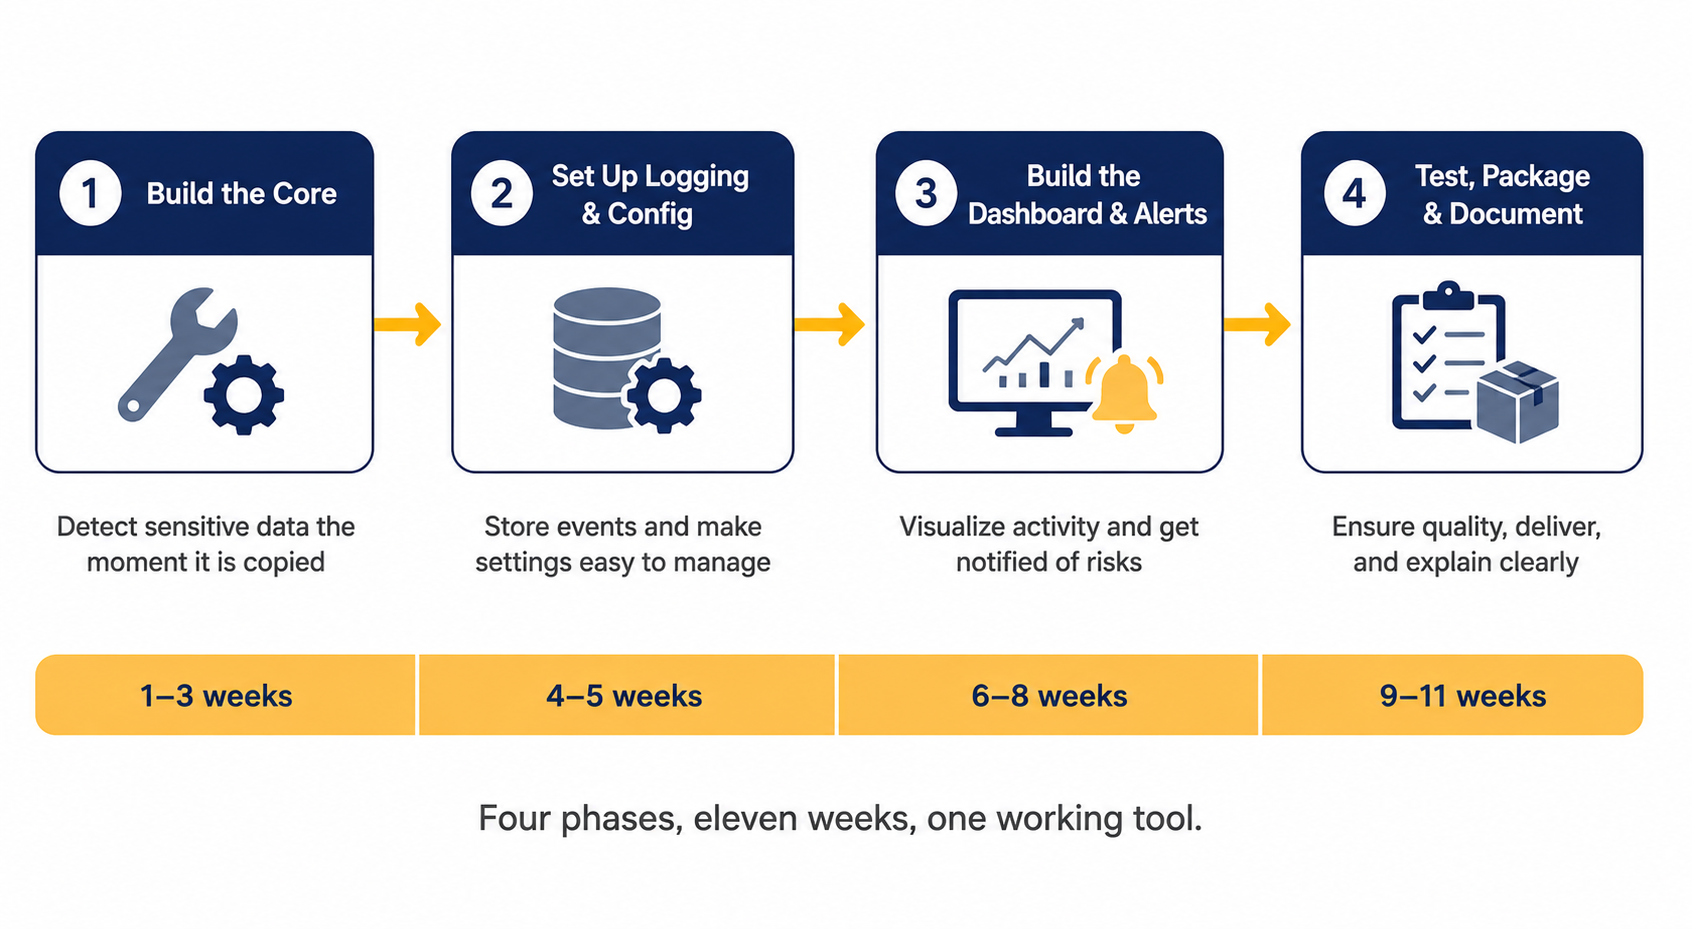 1
Build the Core
2
Set Up Logging
& Config
3
Build the
Dashboard & Alerts
4
Test, Package
& Document
Detect sensitive data the
moment it is copied
Store events and make
settings easy to manage
Visualize activity and get
notified of risks
Ensure quality, deliver,
and explain clearly
1–3 weeks
4–5 weeks
6–8 weeks
9–11 weeks
Four phases, eleven weeks, one working tool.